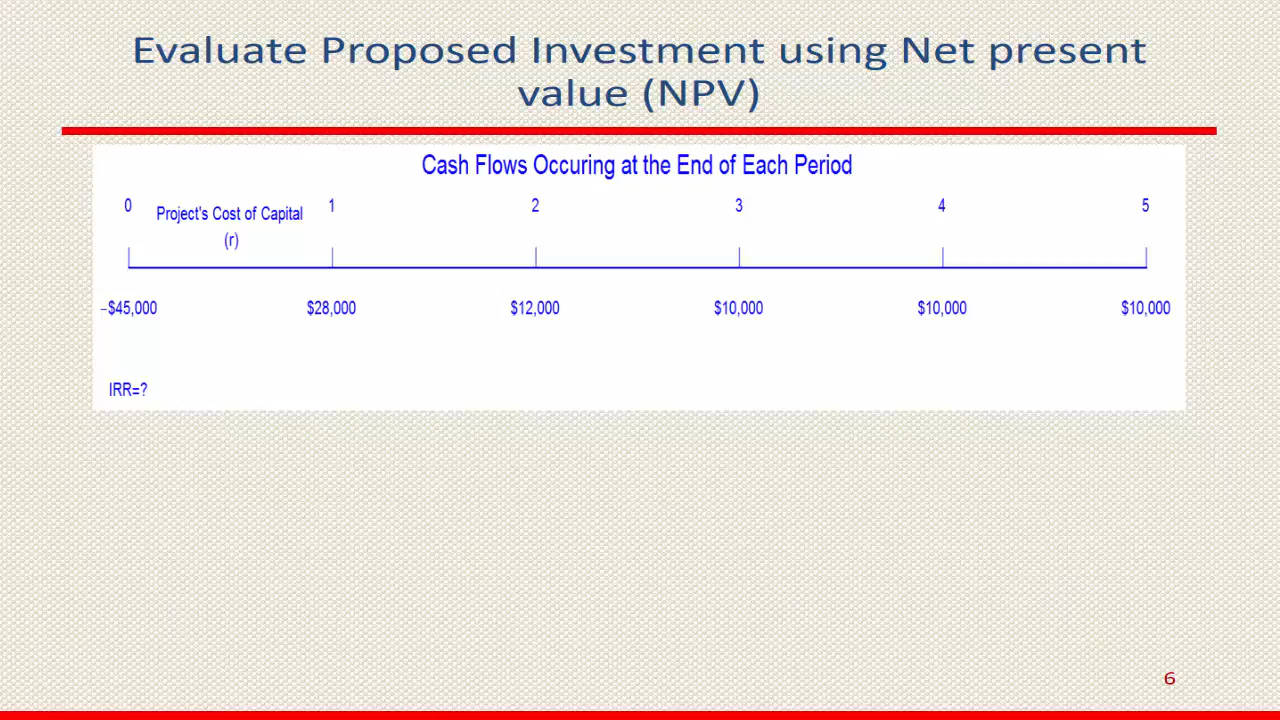 Evaluate Proposed Investment using Net present
value (NPV)
Cash Flows Occuring at the End of Each Period
0 Project's Cost of Capital 1 2 3 4 5
(r)
–$45,000 $28,000 $12,000 $10,000 $10,000 $10,000
IRR=?
6